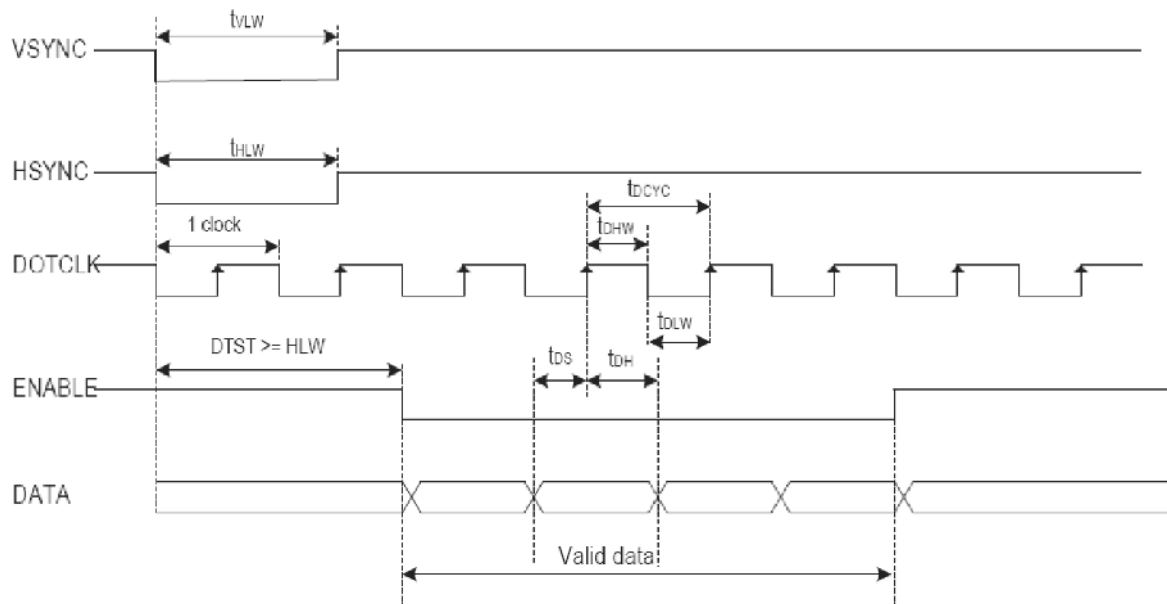 tVLW
VSYNC
tHLW
HSYNC
tDCYC
1 clock
tDHW
DOTCLK
tDLW
DTST >= HLW
tDS
tDH
ENABLE
DATA
Valid data